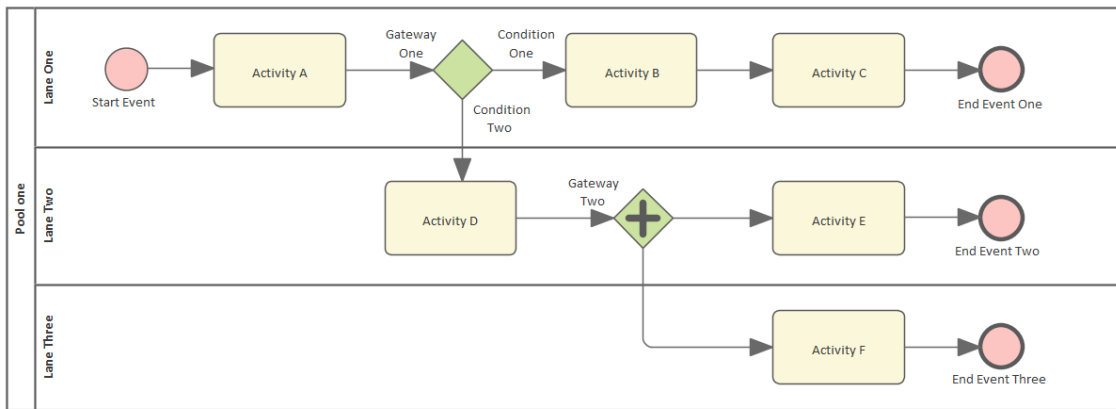 Pool one
Lane One
Start Event
Activity A
Gateway
One
Condition
One
Condition
Two
Activity B
Activity C
End Event One
Lane Two
Activity D
Gateway
Two
Activity E
End Event Two
Lane Three
Activity F
End Event Three